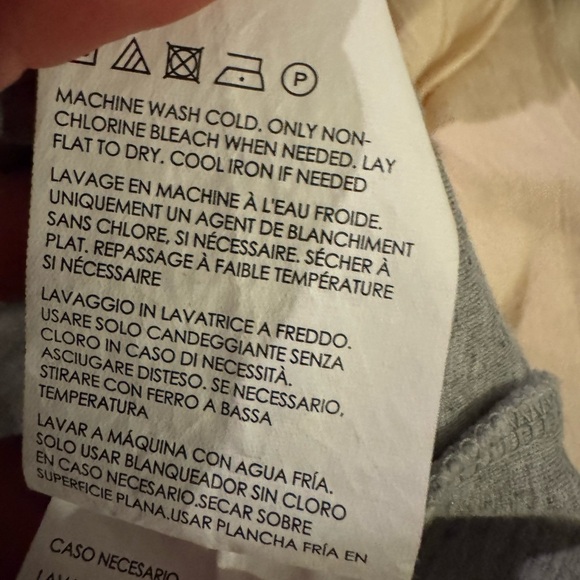 P
MACHINE WASH COLD. ONLY NON-
CHLORINE BLEACH WHEN NEEDED. LAY
FLAT TO DRY. COOL IRON IF NEEDED
LAVAGE EN MACHINE À L'EAU FROIDE.
UNIQUEMENT UN AGENT DE BLANCHIMENT
SANS CHLORE, SI NÉCESSAIRE. SÉCHER À
PLAT. REPASSAGE À FAIBLE TEMPÉRATURE
SI NÉCESSAIRE
LAVAGGIO IN LAVATRICE A FREDDO.
USARE SOLO CANDEGGIANTE SENZA
CLORO IN CASO DI NECESSITÀ.
ASCIUGARE DISTESO. SE NECESSARIO,
STIRARE CON FERRO A BASSA
TEMPERATURA
LAVAR A MÁQUINA CON AGUA FRÍA.
SOLO USAR BLANQUEADOR SIN CLORO
EN CASO NECESARIO.SECAR SOBRE
SUPERFICIE PLANA.USAR PLANCHA FRÍA EN
CASO NECESARIO